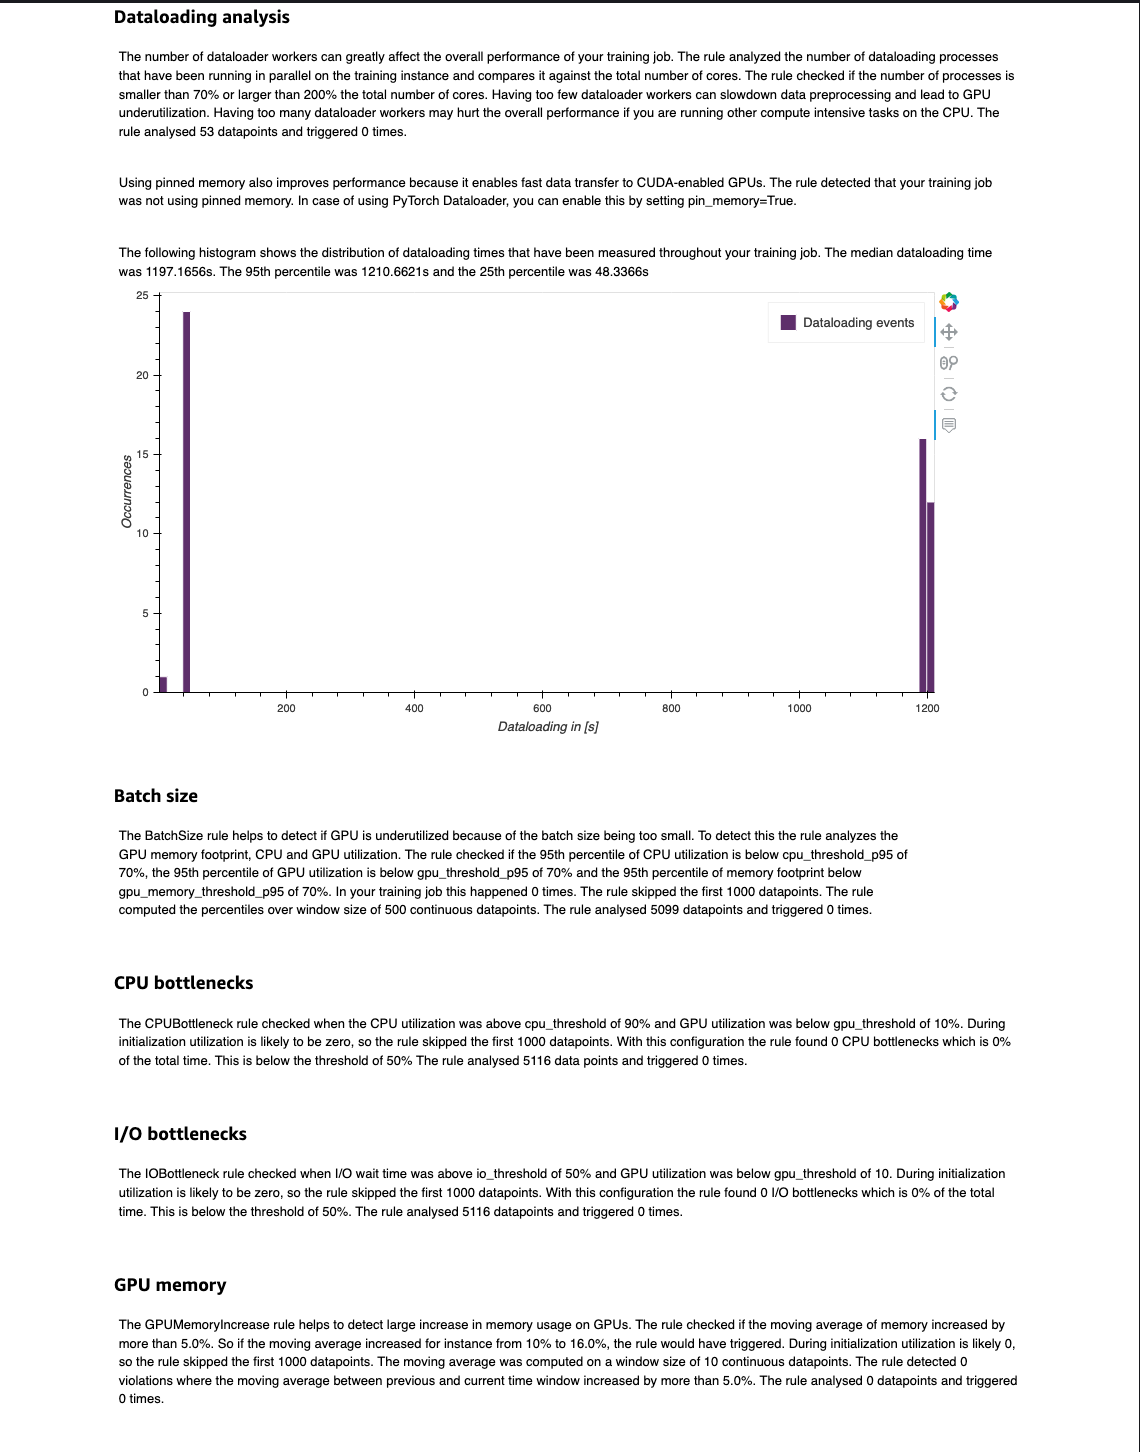 Dataloading analysis
The number of dataloader workers can greatly affect the overall performance of your training job. The rule analyzed the number of dataloading processes
that have been running in parallel on the training instance and compares it against the total number of cores. The rule checked if the number of processes is
smaller than 70% or larger than 200% the total number of cores. Having too few dataloader workers can slowdown data preprocessing and lead to GPU
underutilization. Having too many dataloader workers may hurt the overall performance if you are running other compute intensive tasks on the CPU. The
rule analysed 53 datapoints and triggered 0 times.
Using pinned memory also improves performance because it enables fast data transfer to CUDA-enabled GPUs. The rule detected that your training job
was not using pinned memory. In case of using PyTorch Dataloader, you can enable this by setting pin_memory=True.
The following histogram shows the distribution of dataloading times that have been measured throughout your training job. The median dataloading time
was 1197.1656s. The 95th percentile was 1210.6621s and the 25th percentile was 48.3366s
25
20
15
10
5
0
Occurrences
Dataloading events
200 400 600 800 1000 1200
Dataloading in [s]
Batch size
The BatchSize rule helps to detect if GPU is underutilized because of the batch size being too small. To detect this the rule analyzes the
GPU memory footprint, CPU and GPU utilization. The rule checked if the 95th percentile of CPU utilization is below cpu_threshold_p95 of
70%, the 95th percentile of GPU utilization is below gpu_threshold_p95 of 70% and the 95th percentile of memory footprint below
gpu_memory_threshold_p95 of 70%. In your training job this happened 0 times. The rule skipped the first 1000 datapoints. The rule
computed the percentiles over window size of 500 continuous datapoints. The rule analysed 5099 datapoints and triggered 0 times.
CPU bottlenecks
The CPUBottleneck rule checked when the CPU utilization was above cpu_threshold of 90% and GPU utilization was below gpu_threshold of 10%. During
initialization utilization is likely to be zero, so the rule skipped the first 1000 datapoints. With this configuration the rule found 0 CPU bottlenecks which is 0%
of the total time. This is below the threshold of 50% The rule analysed 5116 data points and triggered 0 times.
I/O bottlenecks
The IOBottleneck rule checked when I/O wait time was above io_threshold of 50% and GPU utilization was below gpu_threshold of 10. During initialization
utilization is likely to be zero, so the rule skipped the first 1000 datapoints. With this configuration the rule found 0 I/O bottlenecks which is 0% of the total
time. This is below the threshold of 50%. The rule analysed 5116 datapoints and triggered 0 times.
GPU memory
The GPUMemoryIncrease rule helps to detect large increase in memory usage on GPUs. The rule checked if the moving average of memory increased by
more than 5.0%. So if the moving average increased for instance from 10% to 16.0%, the rule would have triggered. During initialization utilization is likely 0,
so the rule skipped the first 1000 datapoints. The moving average was computed on a window size of 10 continuous datapoints. The rule detected 0
violations where the moving average between previous and current time window increased by more than 5.0%. The rule analysed 0 datapoints and triggered
0 times.